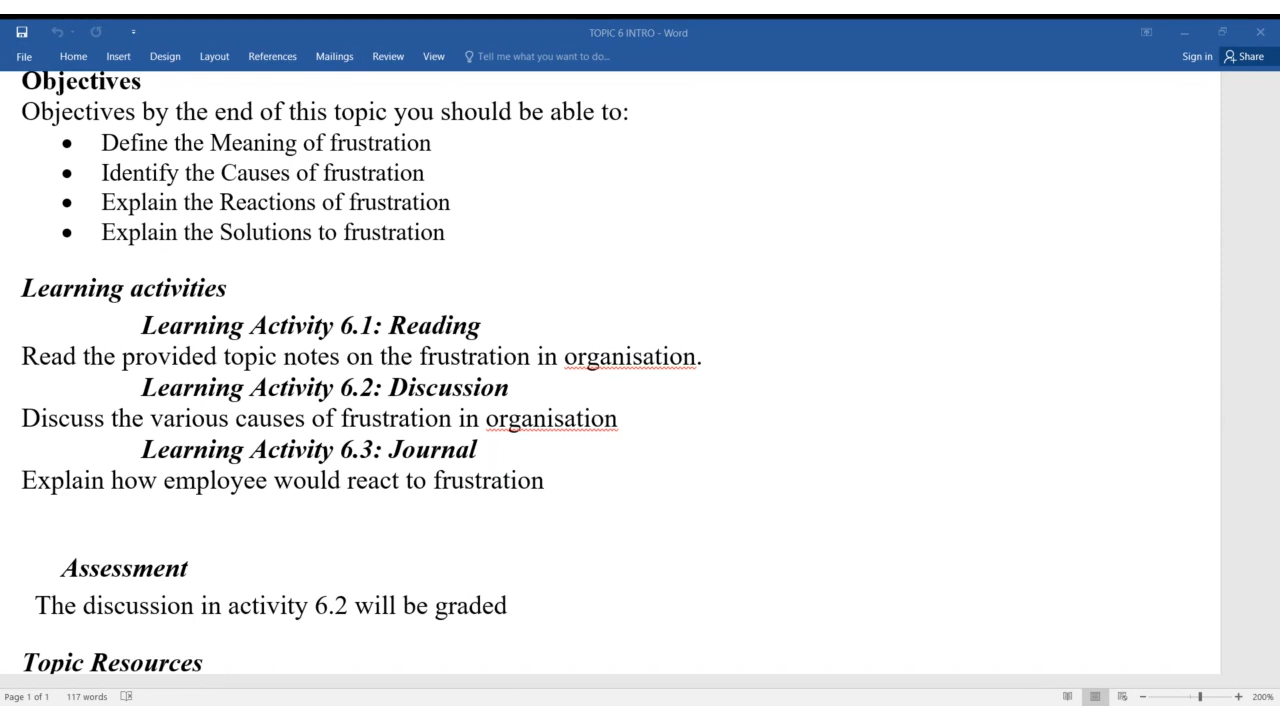 TOPIC 6 INTRO - Word
File Home Insert Design Layout References Mailings Review View Tell me what you want to do... Sign in Share
Objectives
Objectives by the end of this topic you should be able to:
• Define the Meaning of frustration
• Identify the Causes of frustration
• Explain the Reactions of frustration
• Explain the Solutions to frustration
Learning activities
Learning Activity 6.1: Reading
Read the provided topic notes on the frustration in organisation.
Learning Activity 6.2: Discussion
Discuss the various causes of frustration in organisation
Learning Activity 6.3: Journal
Explain how employee would react to frustration
Assessment
The discussion in activity 6.2 will be graded
Topic Resources
Page 1 of 1 117 words 200%